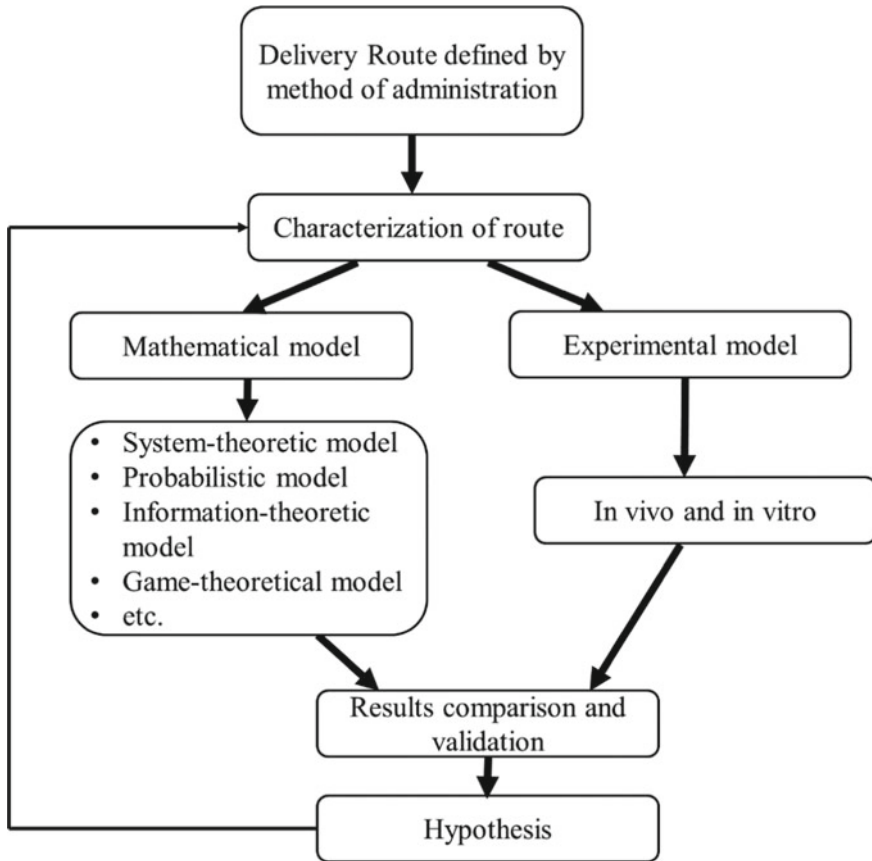 Delivery Route defined by
method of administration
Characterization of route
Mathematical model
Experimental model
• System-theoretic model
• Probabilistic model
• Information-theoretic
model
• Game-theoretical model
• etc.
In vivo and in vitro
Results comparison and
validation
Hypothesis